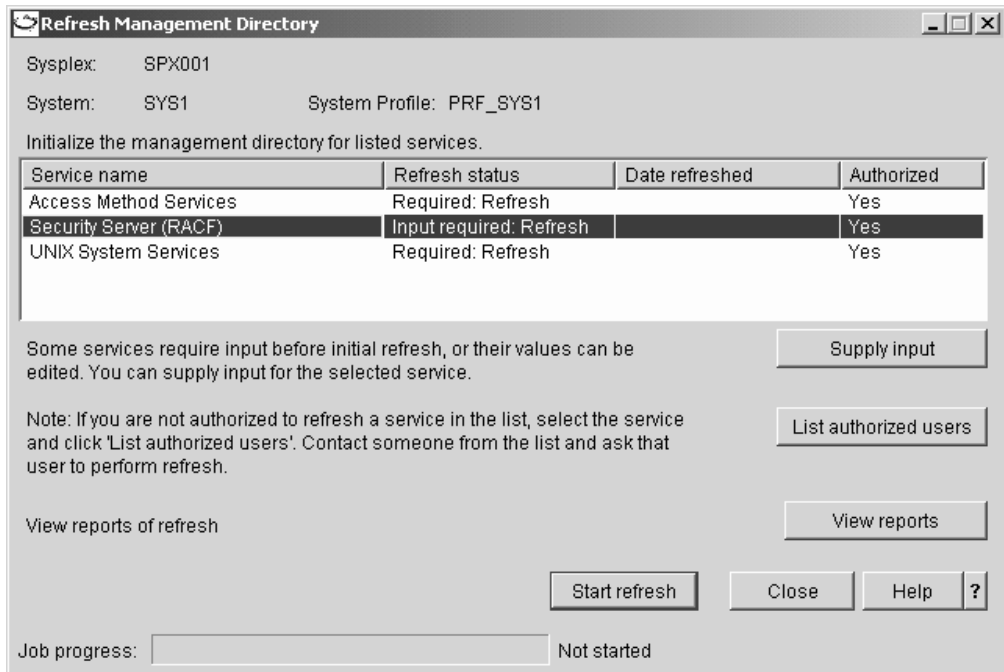 Refresh Management Directory
Sysplex: SPX001
System: SYS1 System Profile: PRF_SYS1
Initialize the management directory for listed services.
Service name Refresh status Date refreshed Authorized
Access Method Services Required: Refresh Yes
Security Server (RACF) Input required: Refresh Yes
UNIX System Services Required: Refresh Yes
Some services require input before initial refresh, or their values can be
edited. You can supply input for the selected service.
Supply input
Note: If you are not authorized to refresh a service in the list, select the service
and click 'List authorized users'. Contact someone from the list and ask that
user to perform refresh.
List authorized users
View reports of refresh
View reports
Start refresh Close Help ?
Job progress: Not started